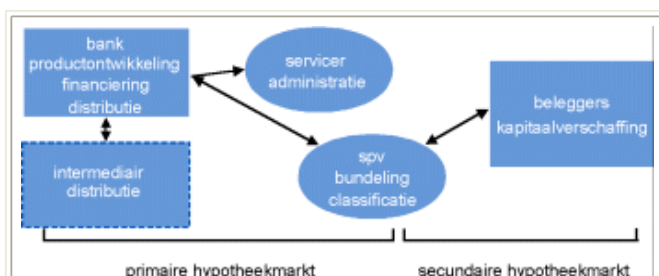 bank
productontwikkeling
financiering
distributie
servicer
administratie
beleggers
kapitaalverschaffing
intermediair
distributie
spv
bundeling
classificatie
primaire hypotheekmarkt
secundaire hypotheekmarkt